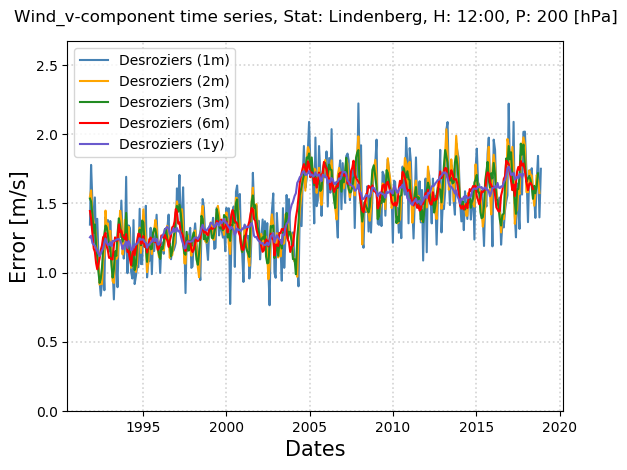 Wind_v-component time series, Stat: Lindenberg, H: 12:00, P: 200 [hPa]
Desroziers (1m)
Desroziers (2m)
Desroziers (3m)
Desroziers (6m)
Desroziers (1y)
Error [m/s]
2.5
2.0
1.5
1.0
0.5
0.0
1995 2000 2005 2010 2015 2020
Dates